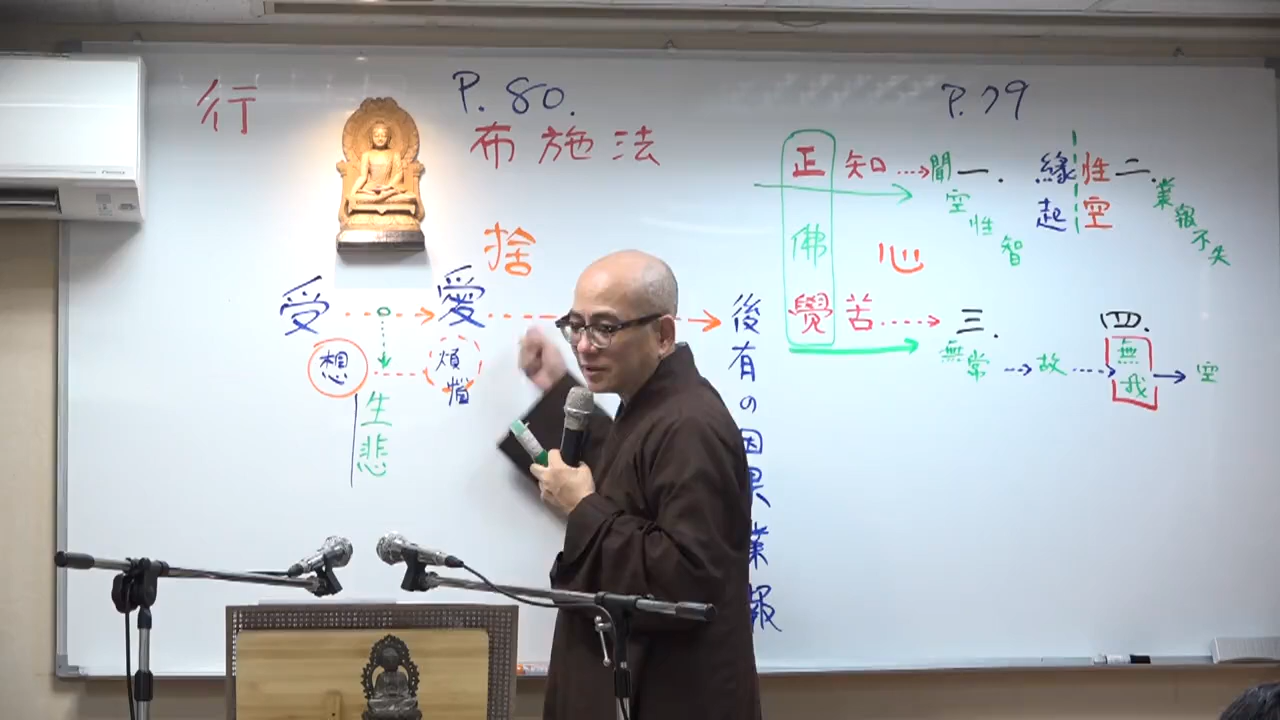 行
P. 80.
布施法
捨
受 愛
想 煩惱
生悲
後有の因果業報
P.79
正知 聞一. 緣起性空 二.
空性智
業報不失
佛 心
覺苦 三. 四.
無常 故 無我 空